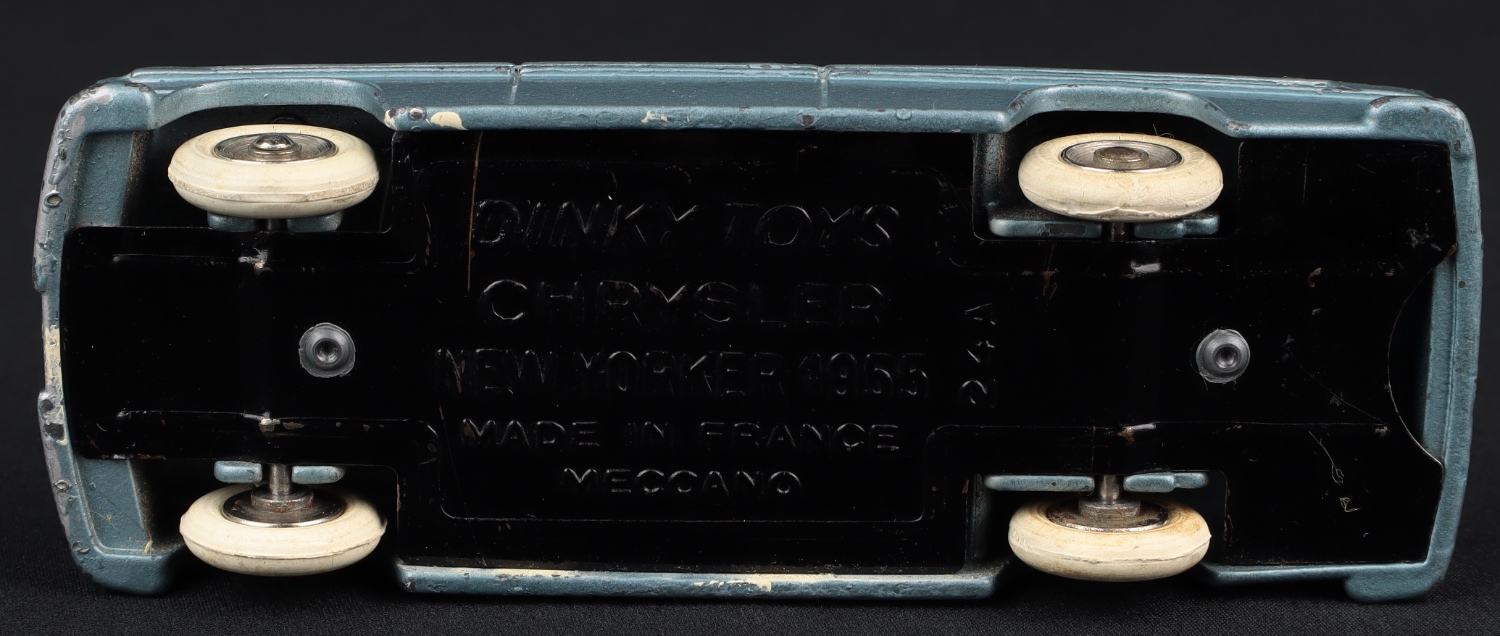 DINKY TOYS
CHRYSLER
NEW.YORKER 1955
MADE IN FRANCE
MECCANO
24A